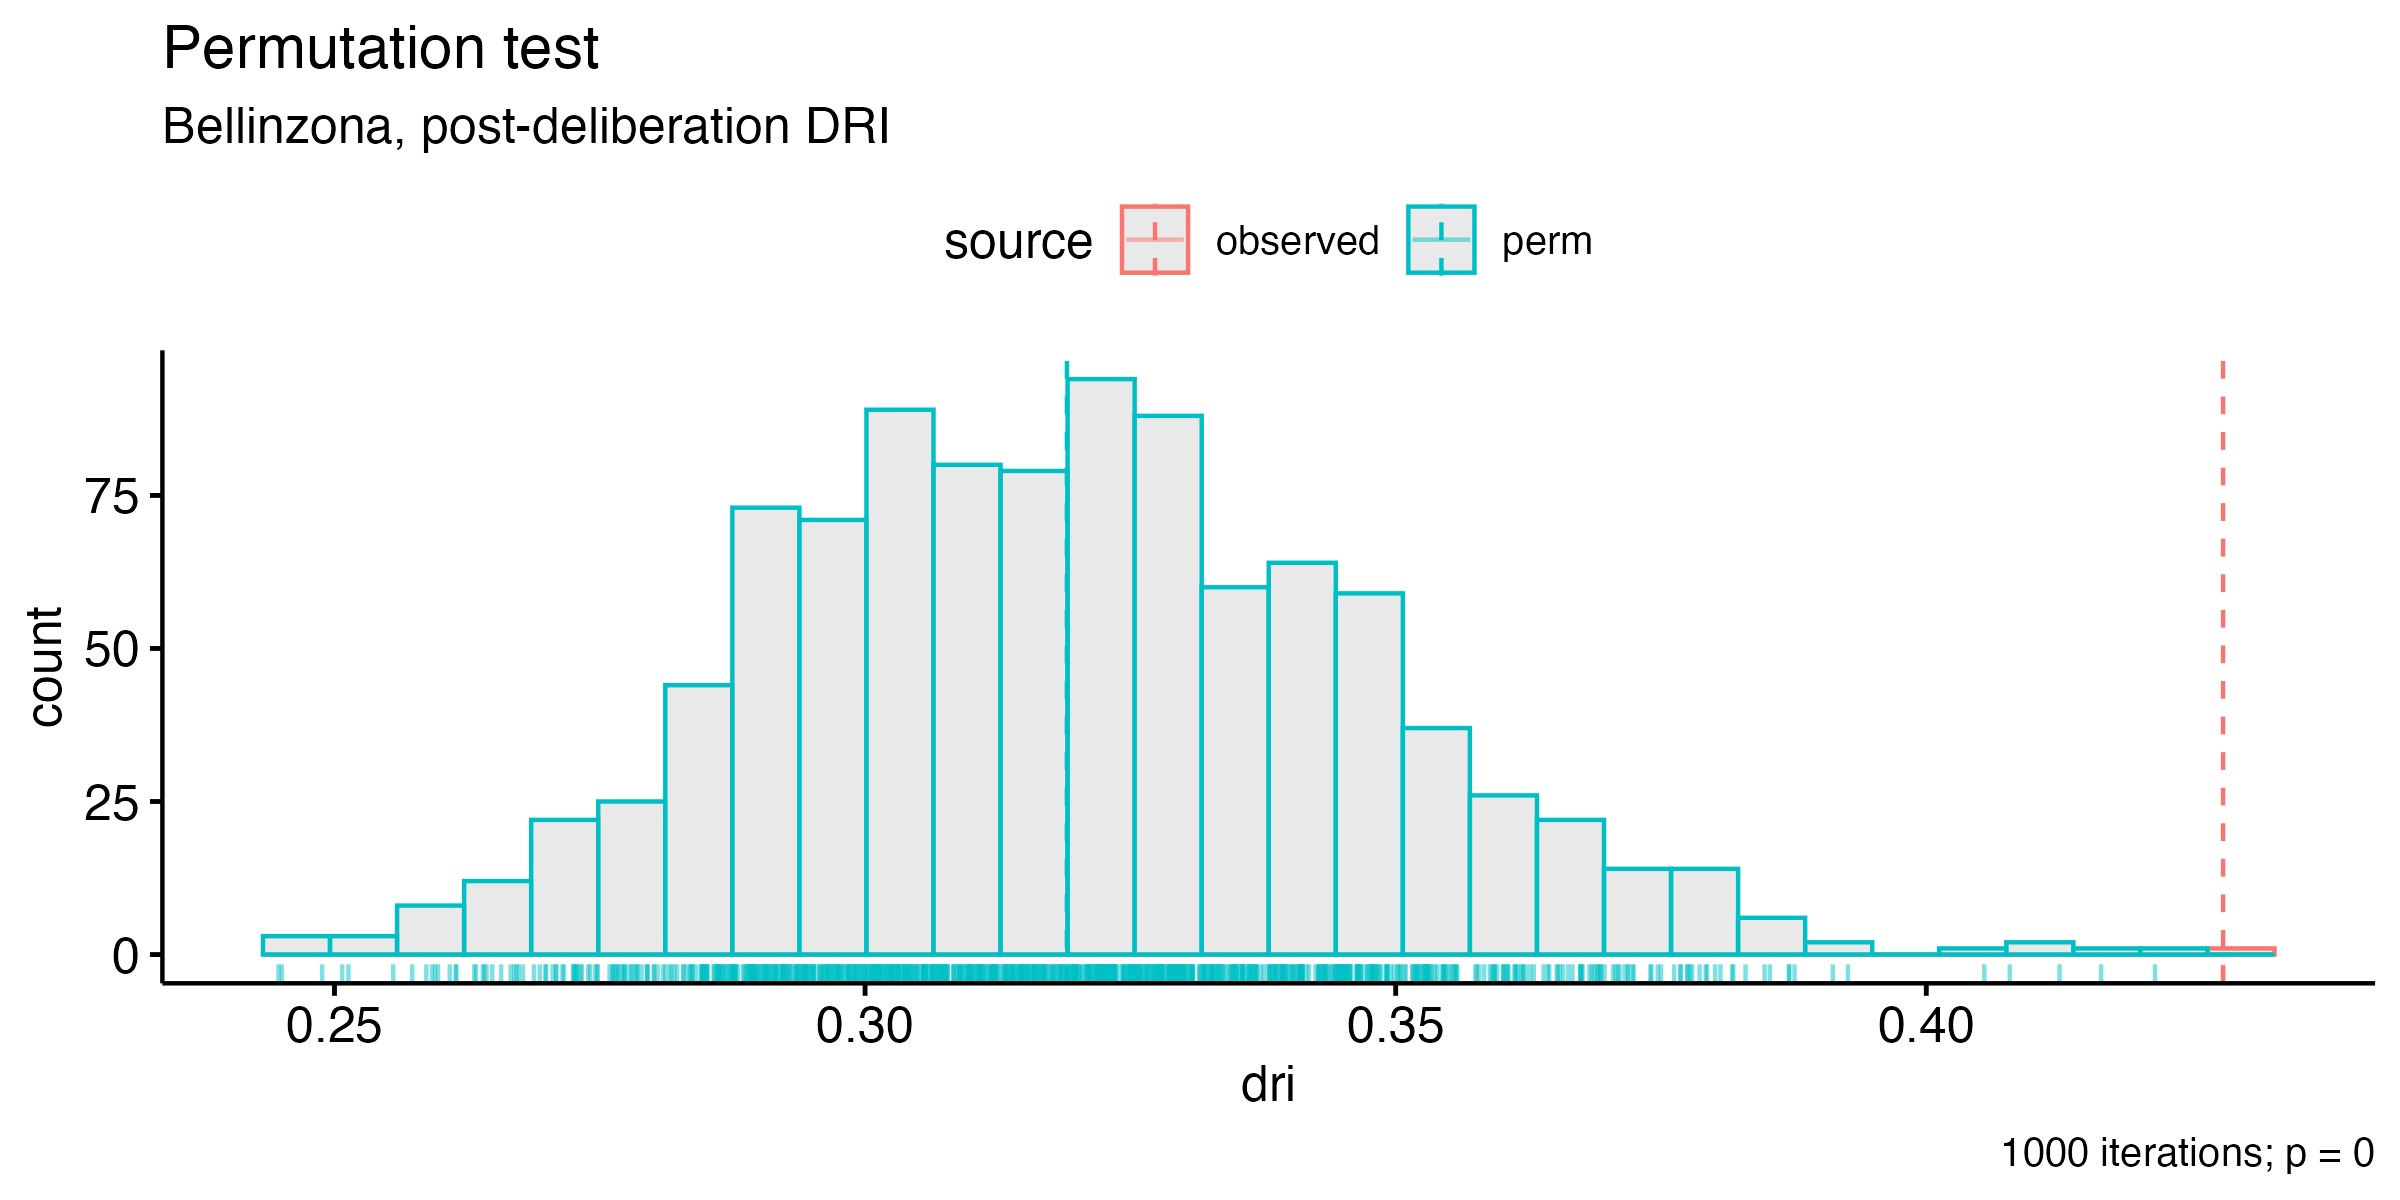 Permutation test
Bellinzona, post-deliberation DRI
source observed perm
75
50
25
0
count
0.25 0.30 0.35 0.40
dri
1000 iterations; p = 0